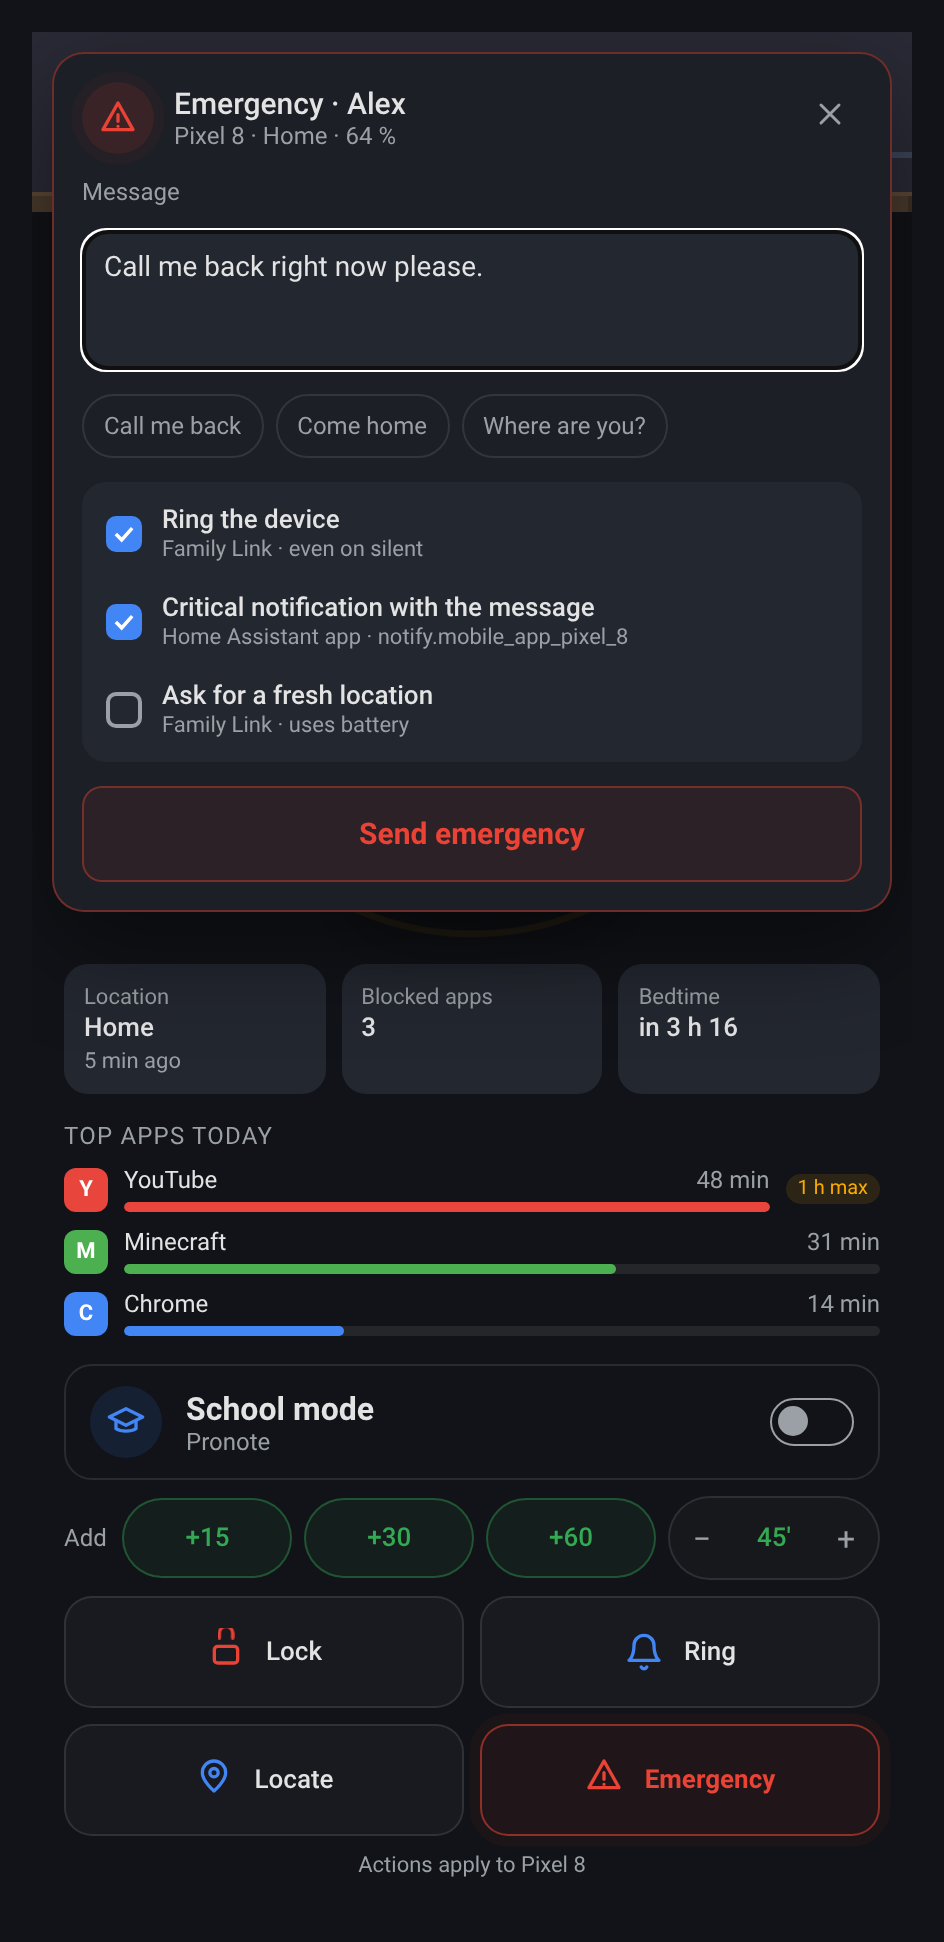 Emergency · Alex
Pixel 8 · Home · 64 %
Message
Call me back right now please.
Call me back
Come home
Where are you?
Ring the device
Family Link · even on silent
Critical notification with the message
Home Assistant app · notify.mobile_app_pixel_8
Ask for a fresh location
Family Link · uses battery
Send emergency
Location
Home
5 min ago
Blocked apps
3
Bedtime
in 3 h 16
TOP APPS TODAY
Y YouTube 48 min 1 h max
M Minecraft 31 min
C Chrome 14 min
School mode
Pronote
Add +15 +30 +60 − 45' +
Lock
Ring
Locate
Emergency
Actions apply to Pixel 8